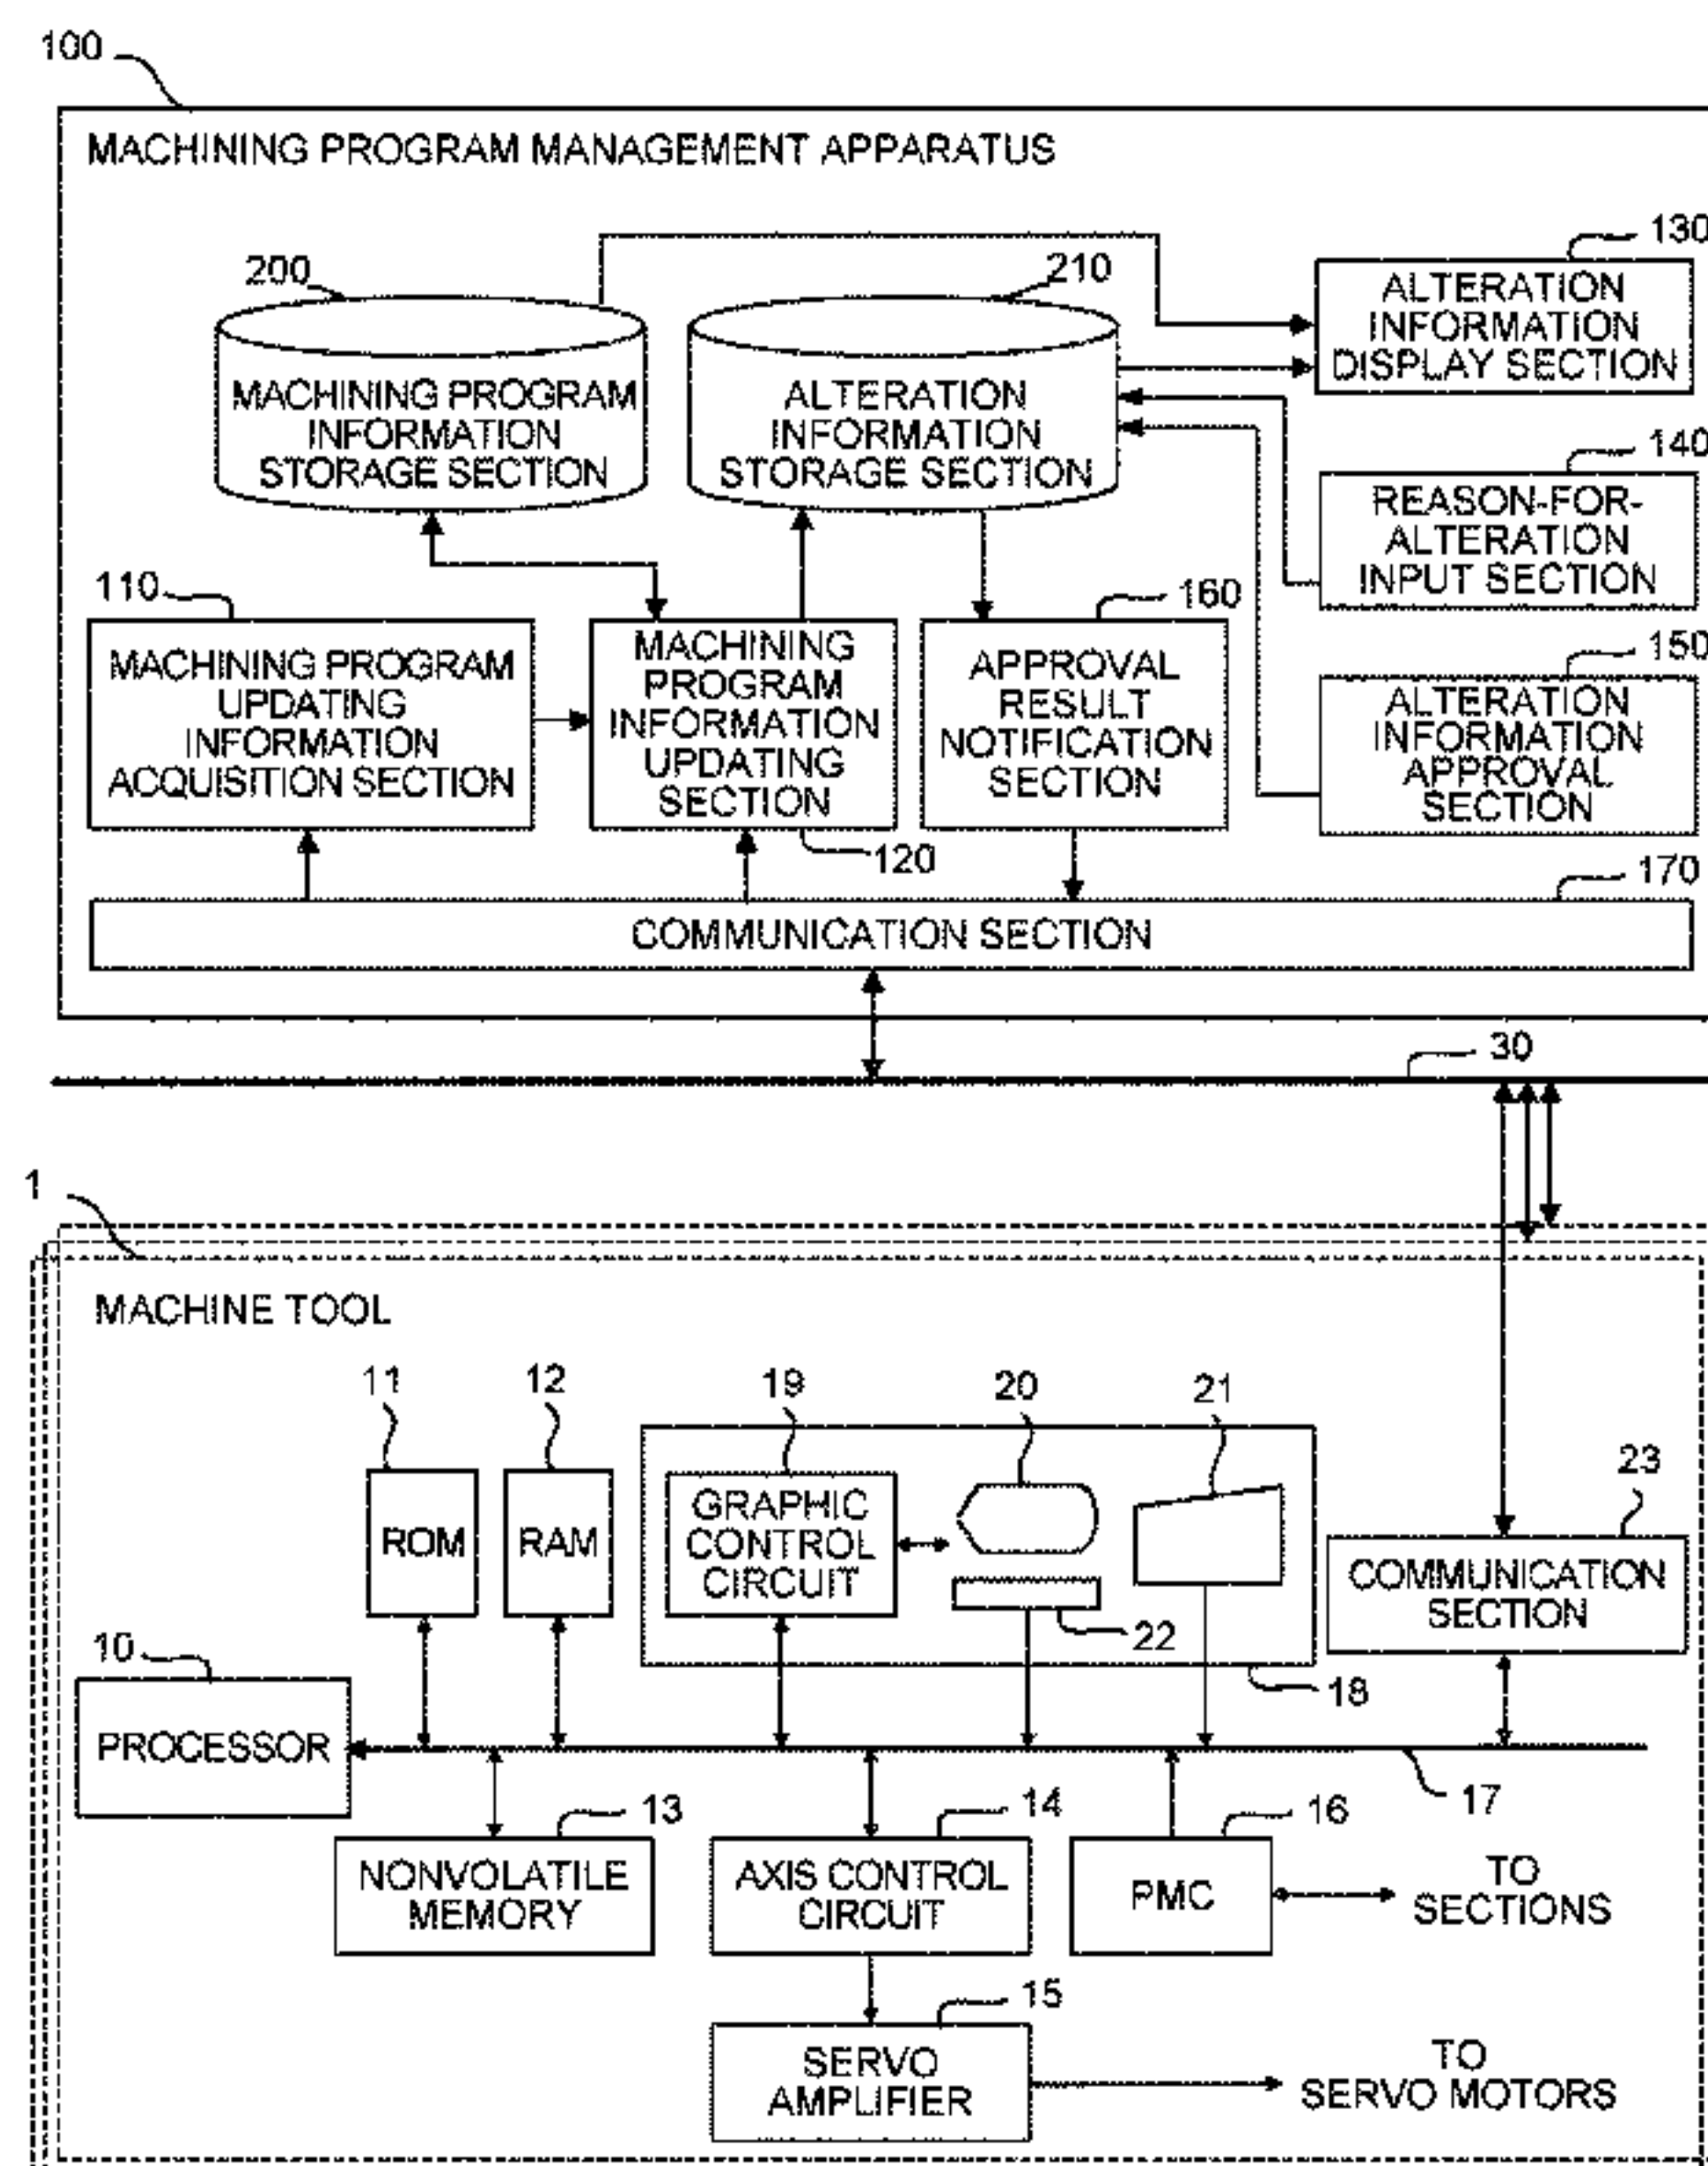 100
MACHINING PROGRAM MANAGEMENT APPARATUS
200
210
130
ALTERATION
INFORMATION
DISPLAY SECTION
MACHINING PROGRAM
INFORMATION
STORAGE SECTION
ALTERATION
INFORMATION
STORAGE SECTION
140
REASON-FOR-
ALTERATION
INPUT SECTION
110
MACHINING PROGRAM
UPDATING
INFORMATION
ACQUISITION SECTION
MACHINING
PROGRAM
INFORMATION
UPDATING
SECTION
120
160
APPROVAL
RESULT
NOTIFICATION
SECTION
150
ALTERATION
INFORMATION
APPROVAL
SECTION
170
COMMUNICATION SECTION
30
1
MACHINE TOOL
11
ROM
12
RAM
19
GRAPHIC
CONTROL
CIRCUIT
20
21
22
18
23
COMMUNICATION
SECTION
10
PROCESSOR
17
13
NONVOLATILE
MEMORY
14
AXIS CONTROL
CIRCUIT
16
PMC
TO
SECTIONS
15
SERVO
AMPLIFIER
TO
SERVO MOTORS